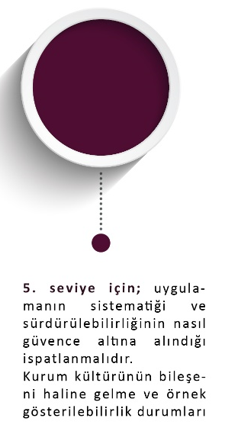 5. seviye için; uygula-
manın sistematiği ve
sürdürülebilirliğinin nasıl
güvence altına alındığı
ispatlanmalıdır.
Kurum kültürünün bileşe-
ni haline gelme ve örnek
gösterilebilirlik durumları